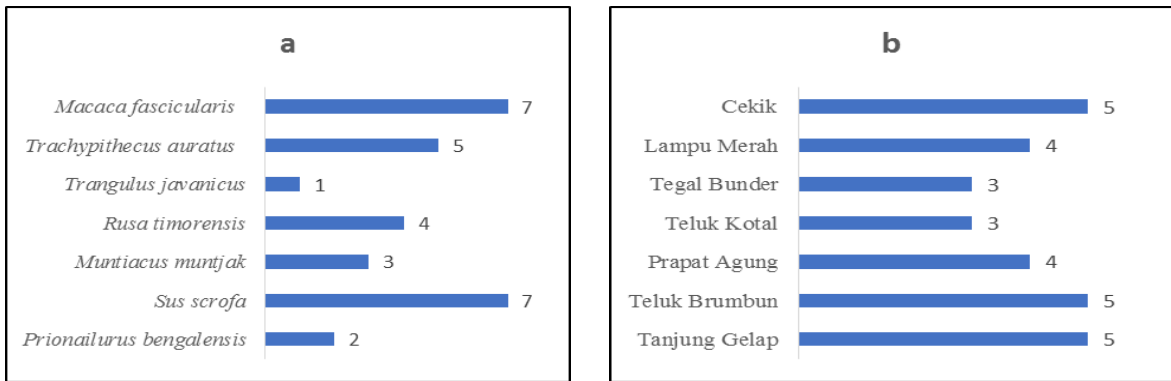 a
Macaca fascicularis 7
Trachypithecus auratus 5
Trangulus javanicus 1
Rusa timorensis 4
Muntiacus muntjak 3
Sus scrofa 7
Prionailurus bengalensis 2
b
Cekik 5
Lampu Merah 4
Tegal Bunder 3
Teluk Kotal 3
Prapat Agung 4
Teluk Brumbun 5
Tanjung Gelap 5